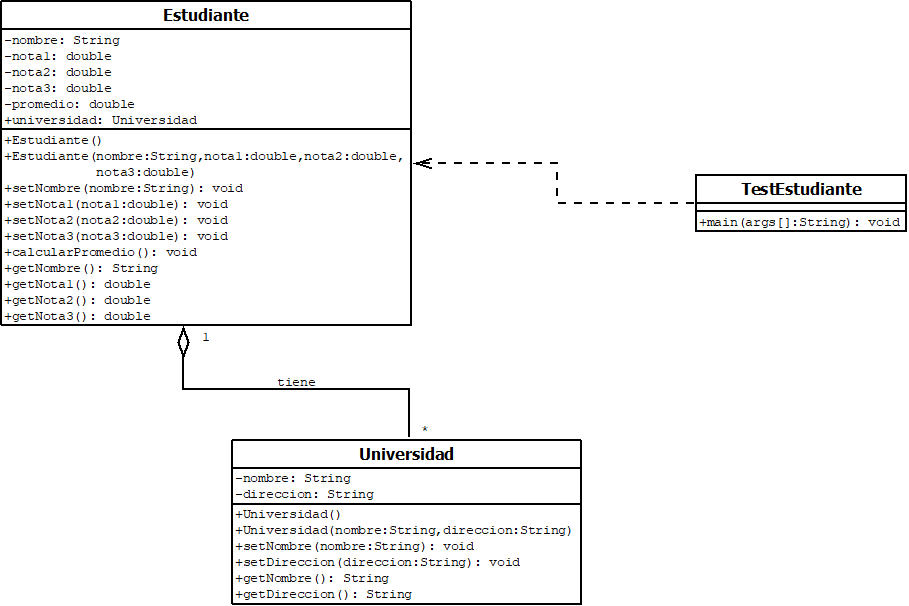 Estudiante
-nombre: String
-nota1: double
-nota2: double
-nota3: double
-promedio: double
+universidad: Universidad
+Estudiante()
+Estudiante(nombre:String,nota1:double,nota2:double,
nota3:double)
+setNombre(nombre:String): void
+setNota1(nota1:double): void
+setNota2(nota2:double): void
+setNota3(nota3:double): void
+calcularPromedio(): void
+getNombre(): String
+getNota1(): double
+getNota2(): double
+getNota3(): double
TestEstudiante
+main(args[]:String): void
1
tiene
*
Universidad
-nombre: String
-direccion: String
+Universidad()
+Universidad(nombre:String,direccion:String)
+setNombre(nombre:String): void
+setDireccion(direccion:String): void
+getNombre(): String
+getDireccion(): String